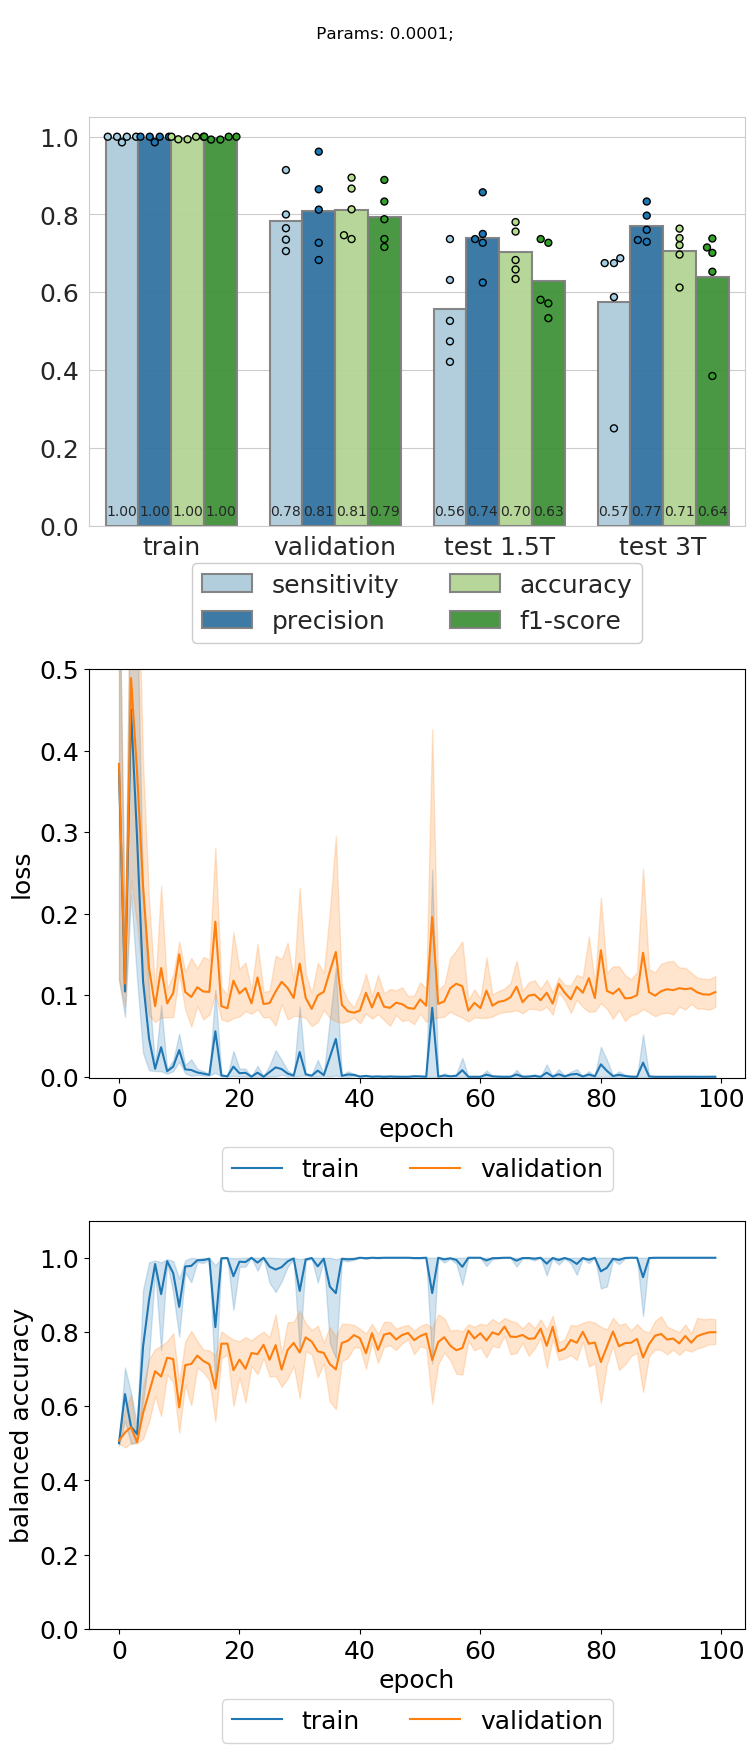 Params: 0.0001;
1.0
0.8
0.6
0.4
0.2
0.0
1.00 1.00 1.00 1.00 0.78 0.81 0.81 0.79 0.56 0.74 0.70 0.63 0.57 0.77 0.71 0.64
train validation test 1.5T test 3T
sensitivity accuracy
precision f1-score
0.5
0.4
0.3
0.2
0.1
0.0
loss
0 20 40 60 80 100
epoch
train validation
1.0
0.8
0.6
0.4
0.2
0.0
balanced accuracy
0 20 40 60 80 100
epoch
train validation